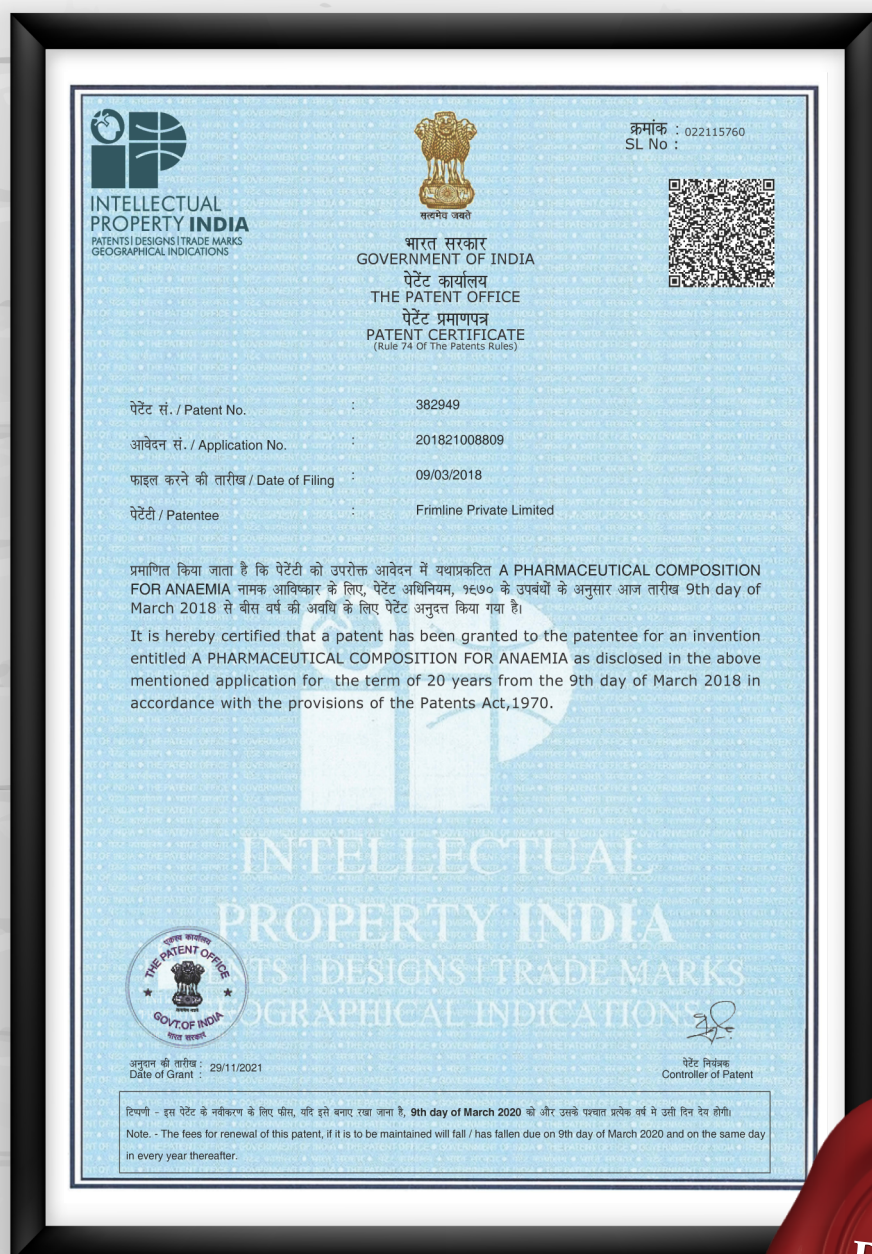 INTELLECTUAL
PROPERTY INDIA
PATENTS | DESIGNS | TRADE MARKS
GEOGRAPHICAL INDICATIONS
सत्यमेव जयते
क्रमांक : 022115760
SL No :
भारत सरकार
GOVERNMENT OF INDIA
पेटेंट कार्यालय
THE PATENT OFFICE
पेटेंट प्रमाणपत्र
PATENT CERTIFICATE
(Rule 74 Of The Patents Rules)
पेटेंट सं. / Patent No. : 382949
आवेदन सं. / Application No. : 201821008809
फाइल करने की तारीख / Date of Filing : 09/03/2018
पेटेंटी / Patentee : Frimline Private Limited
प्रमाणित किया जाता है कि पेटेंटी को उपरोक्त आवेदन में यथाप्रकटित A PHARMACEUTICAL COMPOSITION
FOR ANAEMIA नामक आविष्कार के लिए, पेटेंट अधिनियम, १९७० के उपबंधों के अनुसार आज तारीख 9th day of
March 2018 से बीस वर्ष की अवधि के लिए पेटेंट अनुदत्त किया गया है।
It is hereby certified that a patent has been granted to the patentee for an invention
entitled A PHARMACEUTICAL COMPOSITION FOR ANAEMIA as disclosed in the above
mentioned application for the term of 20 years from the 9th day of March 2018 in
accordance with the provisions of the Patents Act,1970.
INTELLECTUAL
PROPERTY INDIA
DESIGNS | TRADE MARKS
GEOGRAPHICAL INDICATIONS
THE PATENT OFFICE
GOVT.OF INDIA
भारत सरकार
अनुदान की तारीख :
Date of Grant : 29/11/2021
पेटेंट नियंत्रक
Controller of Patent
टिप्पणी - इस पेटेंट के नवीकरण के लिए फीस, यदि इसे बनाए रखा जाना है, 9th day of March 2020 को और उसके पश्चात प्रत्येक वर्ष मे उसी दिन देय होगी।
Note. - The fees for renewal of this patent, if it is to be maintained will fall / has fallen due on 9th day of March 2020 and on the same day
in every year thereafter.